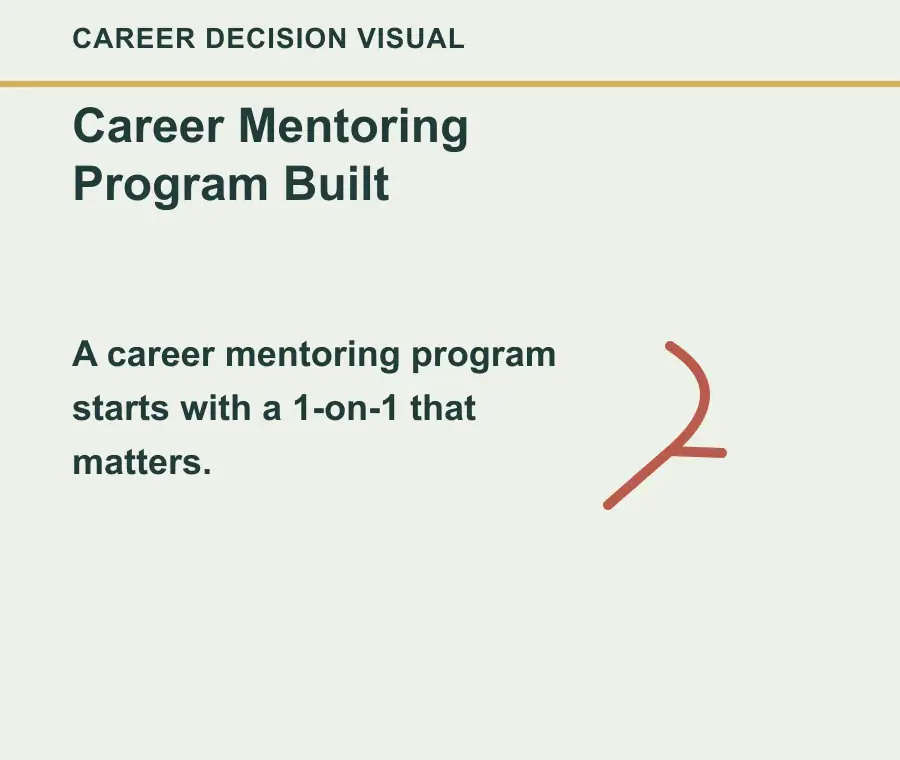 CAREER DECISION VISUAL
Career Mentoring
Program Built
A career mentoring program
starts with a 1-on-1 that
matters.